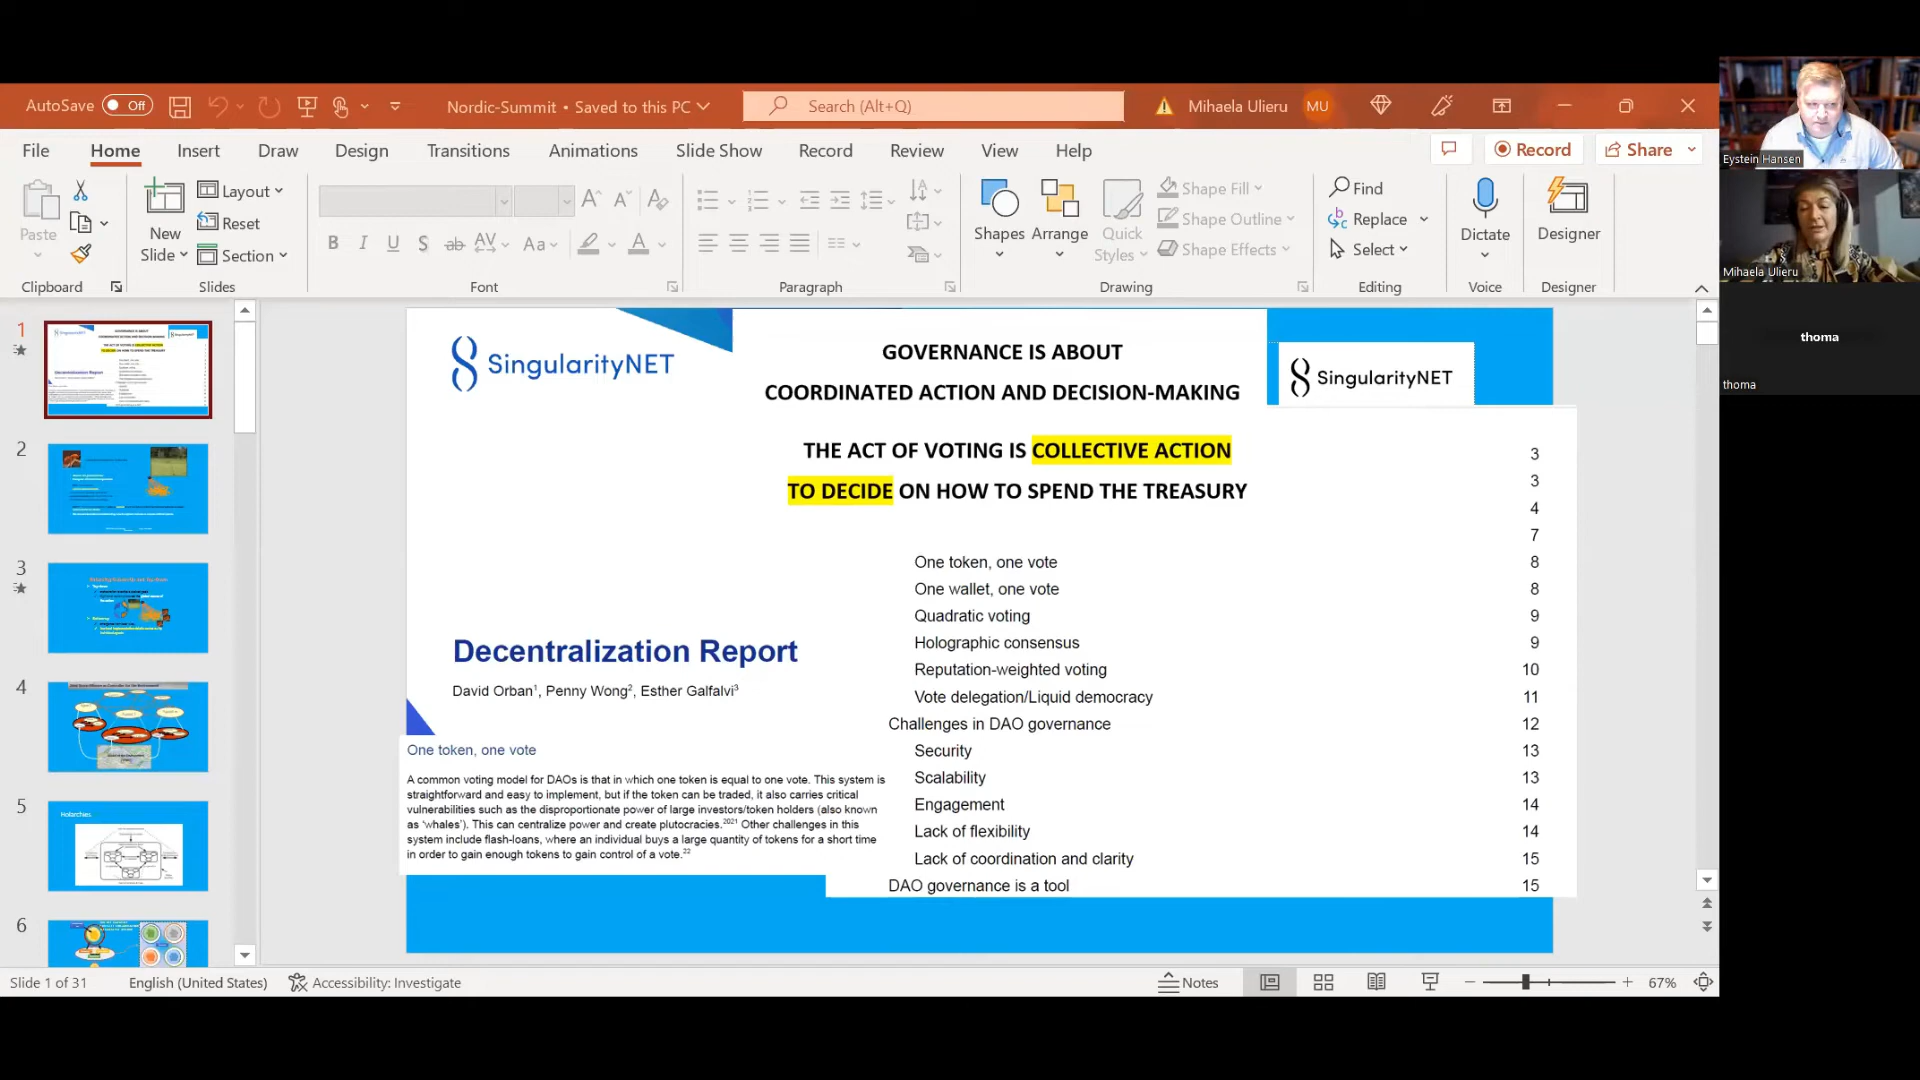 AutoSave Off
Nordic-Summit • Saved to this PC
Search (Alt+Q)
Mihaela Ulieru MU
File Home Insert Draw Design Transitions Animations Slide Show Record Review View Help
Record Share
Paste
New Slide
Layout
Reset
Section
Shapes
Arrange
Quick Styles
Shape Fill
Shape Outline
Shape Effects
Find
Replace
Select
Dictate
Designer
Clipboard Slides Font Paragraph Drawing Editing Voice Designer
1
2
3
4
5
Holarchies
6
SingularityNET
GOVERNANCE IS ABOUT
COORDINATED ACTION AND DECISION-MAKING
SingularityNET
THE ACT OF VOTING IS COLLECTIVE ACTION
TO DECIDE ON HOW TO SPEND THE TREASURY
3
3
4
7
One token, one vote 8
One wallet, one vote 8
Quadratic voting 9
Holographic consensus 9
Reputation-weighted voting 10
Vote delegation/Liquid democracy 11
Challenges in DAO governance 12
Security 13
Scalability 13
Engagement 14
Lack of flexibility 14
Lack of coordination and clarity 15
DAO governance is a tool 15
Decentralization Report
David Orban1, Penny Wong2, Esther Galfalvi3
One token, one vote
A common voting model for DAOs is that in which one token is equal to one vote. This system is
straightforward and easy to implement, but if the token can be traded, it also carries critical
vulnerabilities such as the disproportionate power of large investors/token holders (also known
as 'whales'). This can centralize power and create plutocracies.2021 Other challenges in this
system include flash-loans, where an individual buys a large quantity of tokens for a short time
in order to gain enough tokens to gain control of a vote.22
Slide 1 of 31
English (United States)
Accessibility: Investigate
Notes
67%
Eystein Hansen
Mihaela Ulieru
thoma
thoma